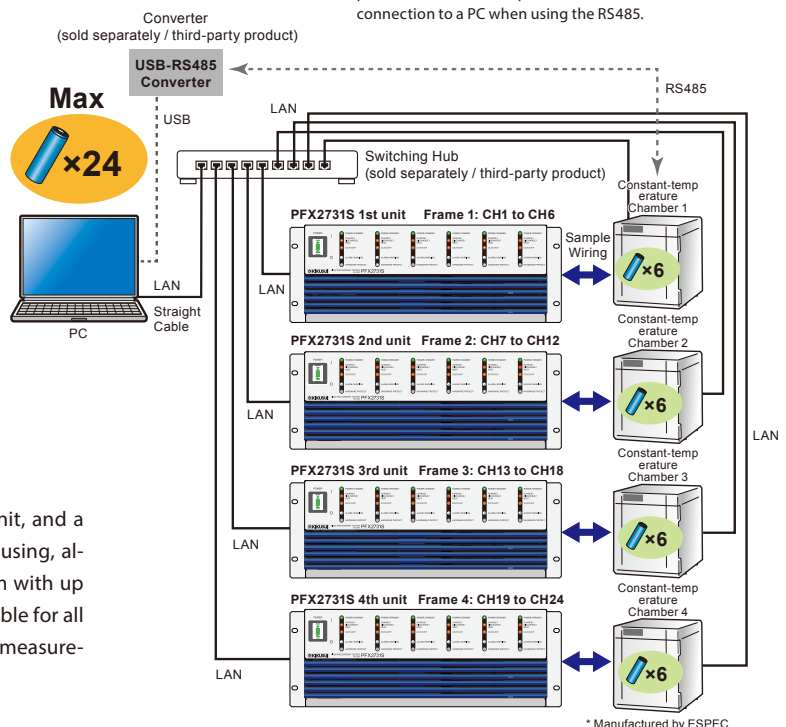 connection to a PC when using the RS485.
Converter
(sold separately / third-party product)
USB-RS485
Converter
RS485
Max
×24
USB
LAN
Switching Hub
(sold separately / third-party product)
Constant-temp
erature
Chamber 1
PFX2731S 1st unit Frame 1: CH1 to CH6
Sample
Wiring
×6
LAN
LAN
Straight
Cable
PC
Constant-temp
erature
Chamber 2
PFX2731S 2nd unit Frame 2: CH7 to CH12
×6
LAN
LAN
Constant-temp
erature
Chamber 3
PFX2731S 3rd unit Frame 3: CH13 to CH18
×6
LAN
Constant-temp
erature
Chamber 4
PFX2731S 4th unit Frame 4: CH19 to CH24
×6
LAN
nit, and a
using, al-
n with up
ble for all
measure-
* Manufactured by ESPEC